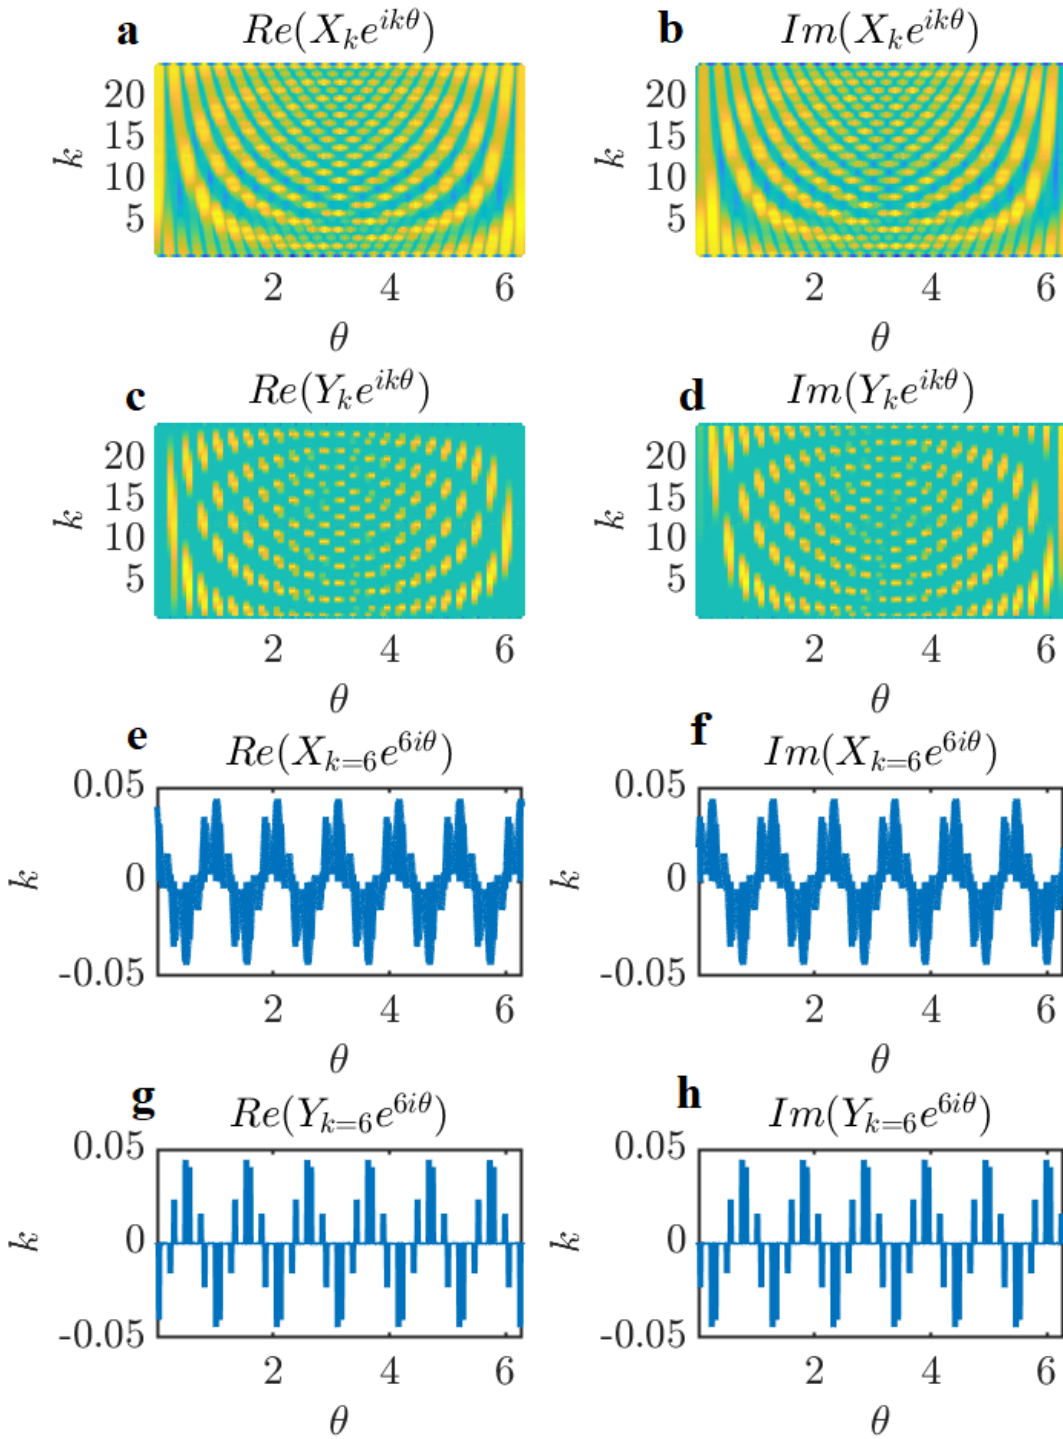 a Re(X_k e^{ikθ})
20
15
10
5
k
2 4 6
θ
b Im(X_k e^{ikθ})
20
15
10
5
k
2 4 6
θ
c Re(Y_k e^{ikθ})
20
15
10
5
k
2 4 6
θ
d Im(Y_k e^{ikθ})
20
15
10
5
k
2 4 6
θ
e Re(X_{k=6} e^{6iθ})
0.05
0
-0.05
k
2 4 6
θ
f Im(X_{k=6} e^{6iθ})
0.05
0
-0.05
k
2 4 6
θ
g Re(Y_{k=6} e^{6iθ})
0.05
0
-0.05
k
2 4 6
θ
h Im(Y_{k=6} e^{6iθ})
0.05
0
-0.05
k
2 4 6
θ